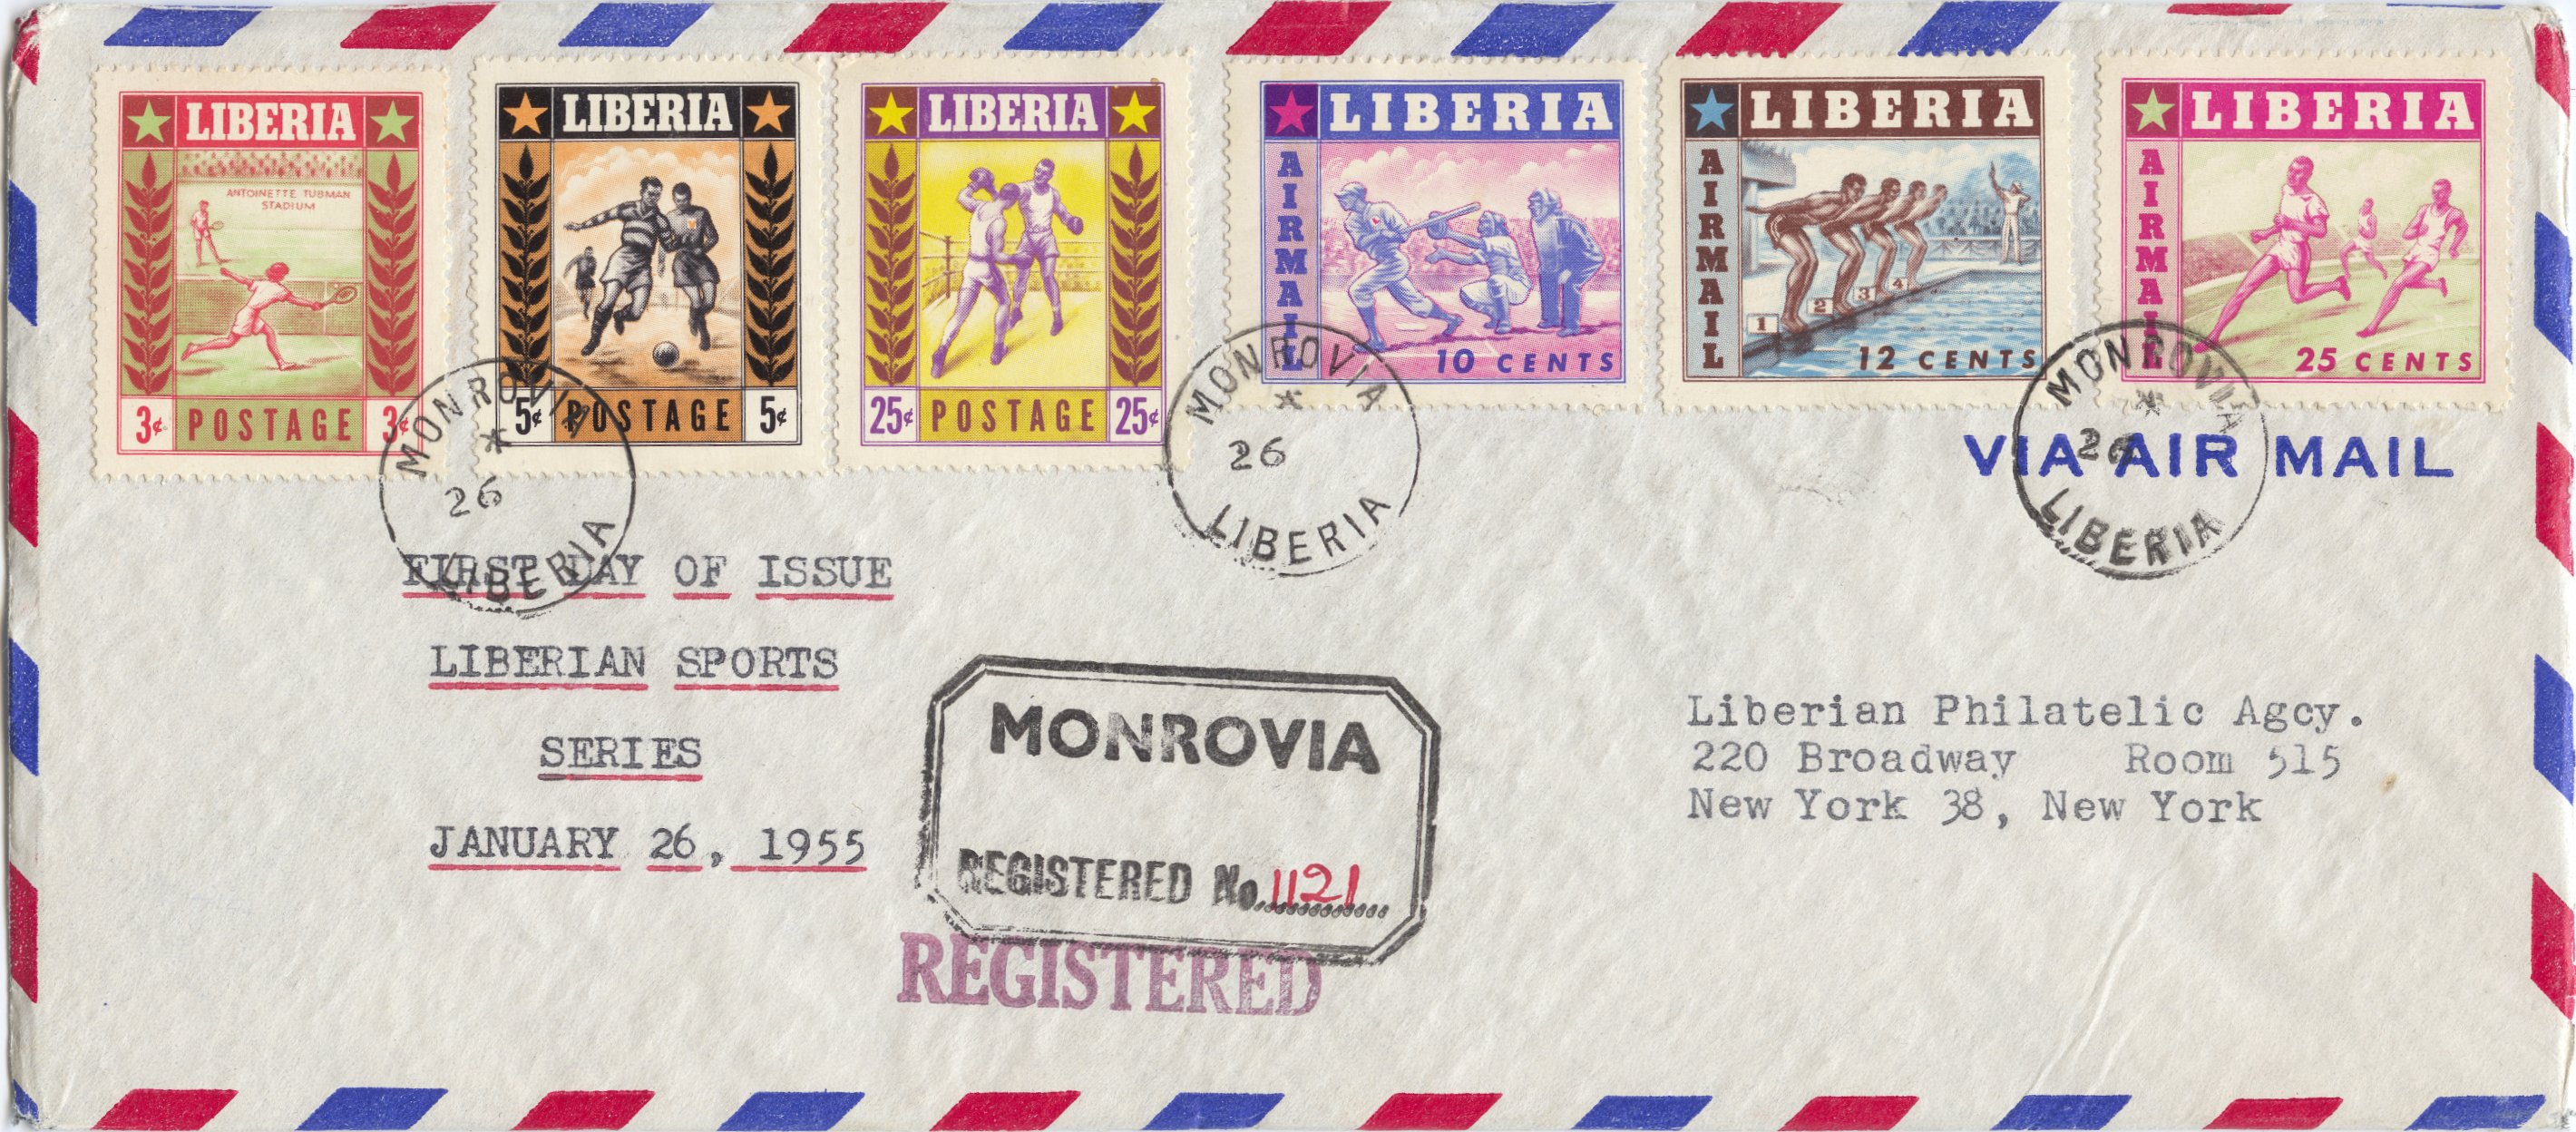 LIBERIA
ANTOINETTE TUBMAN
STADIUM
3¢ POSTAGE 3¢
LIBERIA
5¢ POSTAGE 5¢
LIBERIA
25¢ POSTAGE 25¢
LIBERIA
AIRMAIL
10 CENTS
LIBERIA
AIRMAIL
1 2 3 4
12 CENTS
LIBERIA
AIRMAIL
25 CENTS
MONROVIA
26
LIBERIA
MONROVIA
26
LIBERIA
MONROVIA
26
LIBERIA
VIA AIR MAIL
FIRST DAY OF ISSUE
LIBERIAN SPORTS
SERIES
JANUARY 26, 1955
MONROVIA
REGISTERED No. 1121
REGISTERED
Liberian Philatelic Agcy.
220 Broadway Room 515
New York 38, New York